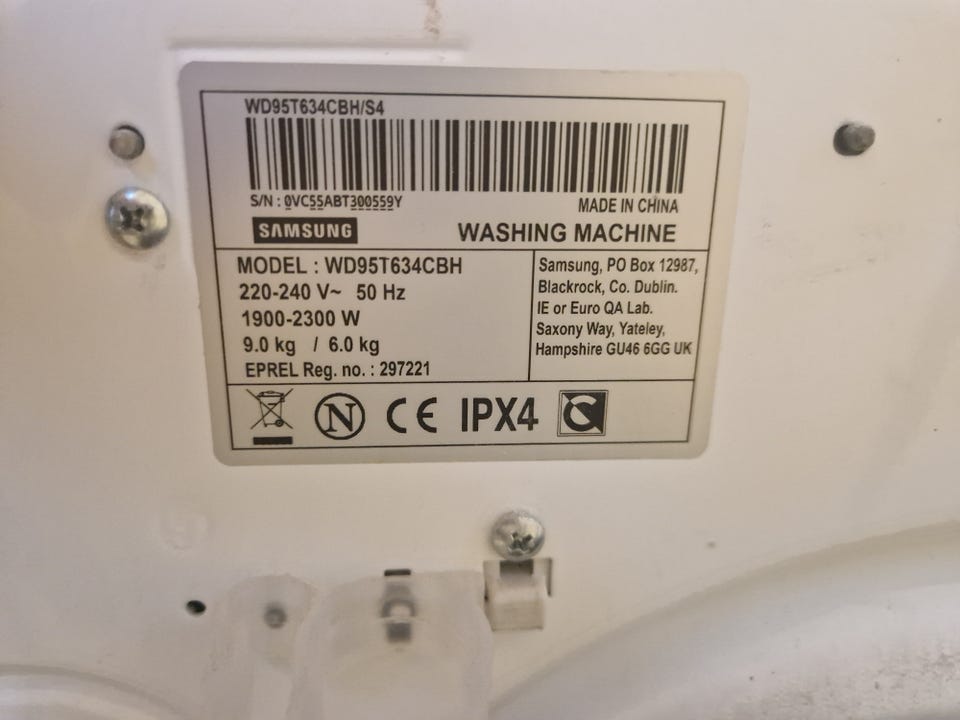 WD95T634CBH/S4
S/N : 0VC55ABT300559Y
MADE IN CHINA
SAMSUNG
WASHING MACHINE
MODEL : WD95T634CBH
220-240 V~ 50 Hz
1900-2300 W
9.0 kg / 6.0 kg
EPREL Reg. no. : 297221
Samsung, PO Box 12987,
Blackrock, Co. Dublin.
IE or Euro QA Lab.
Saxony Way, Yateley,
Hampshire GU46 6GG UK
N CE IPX4